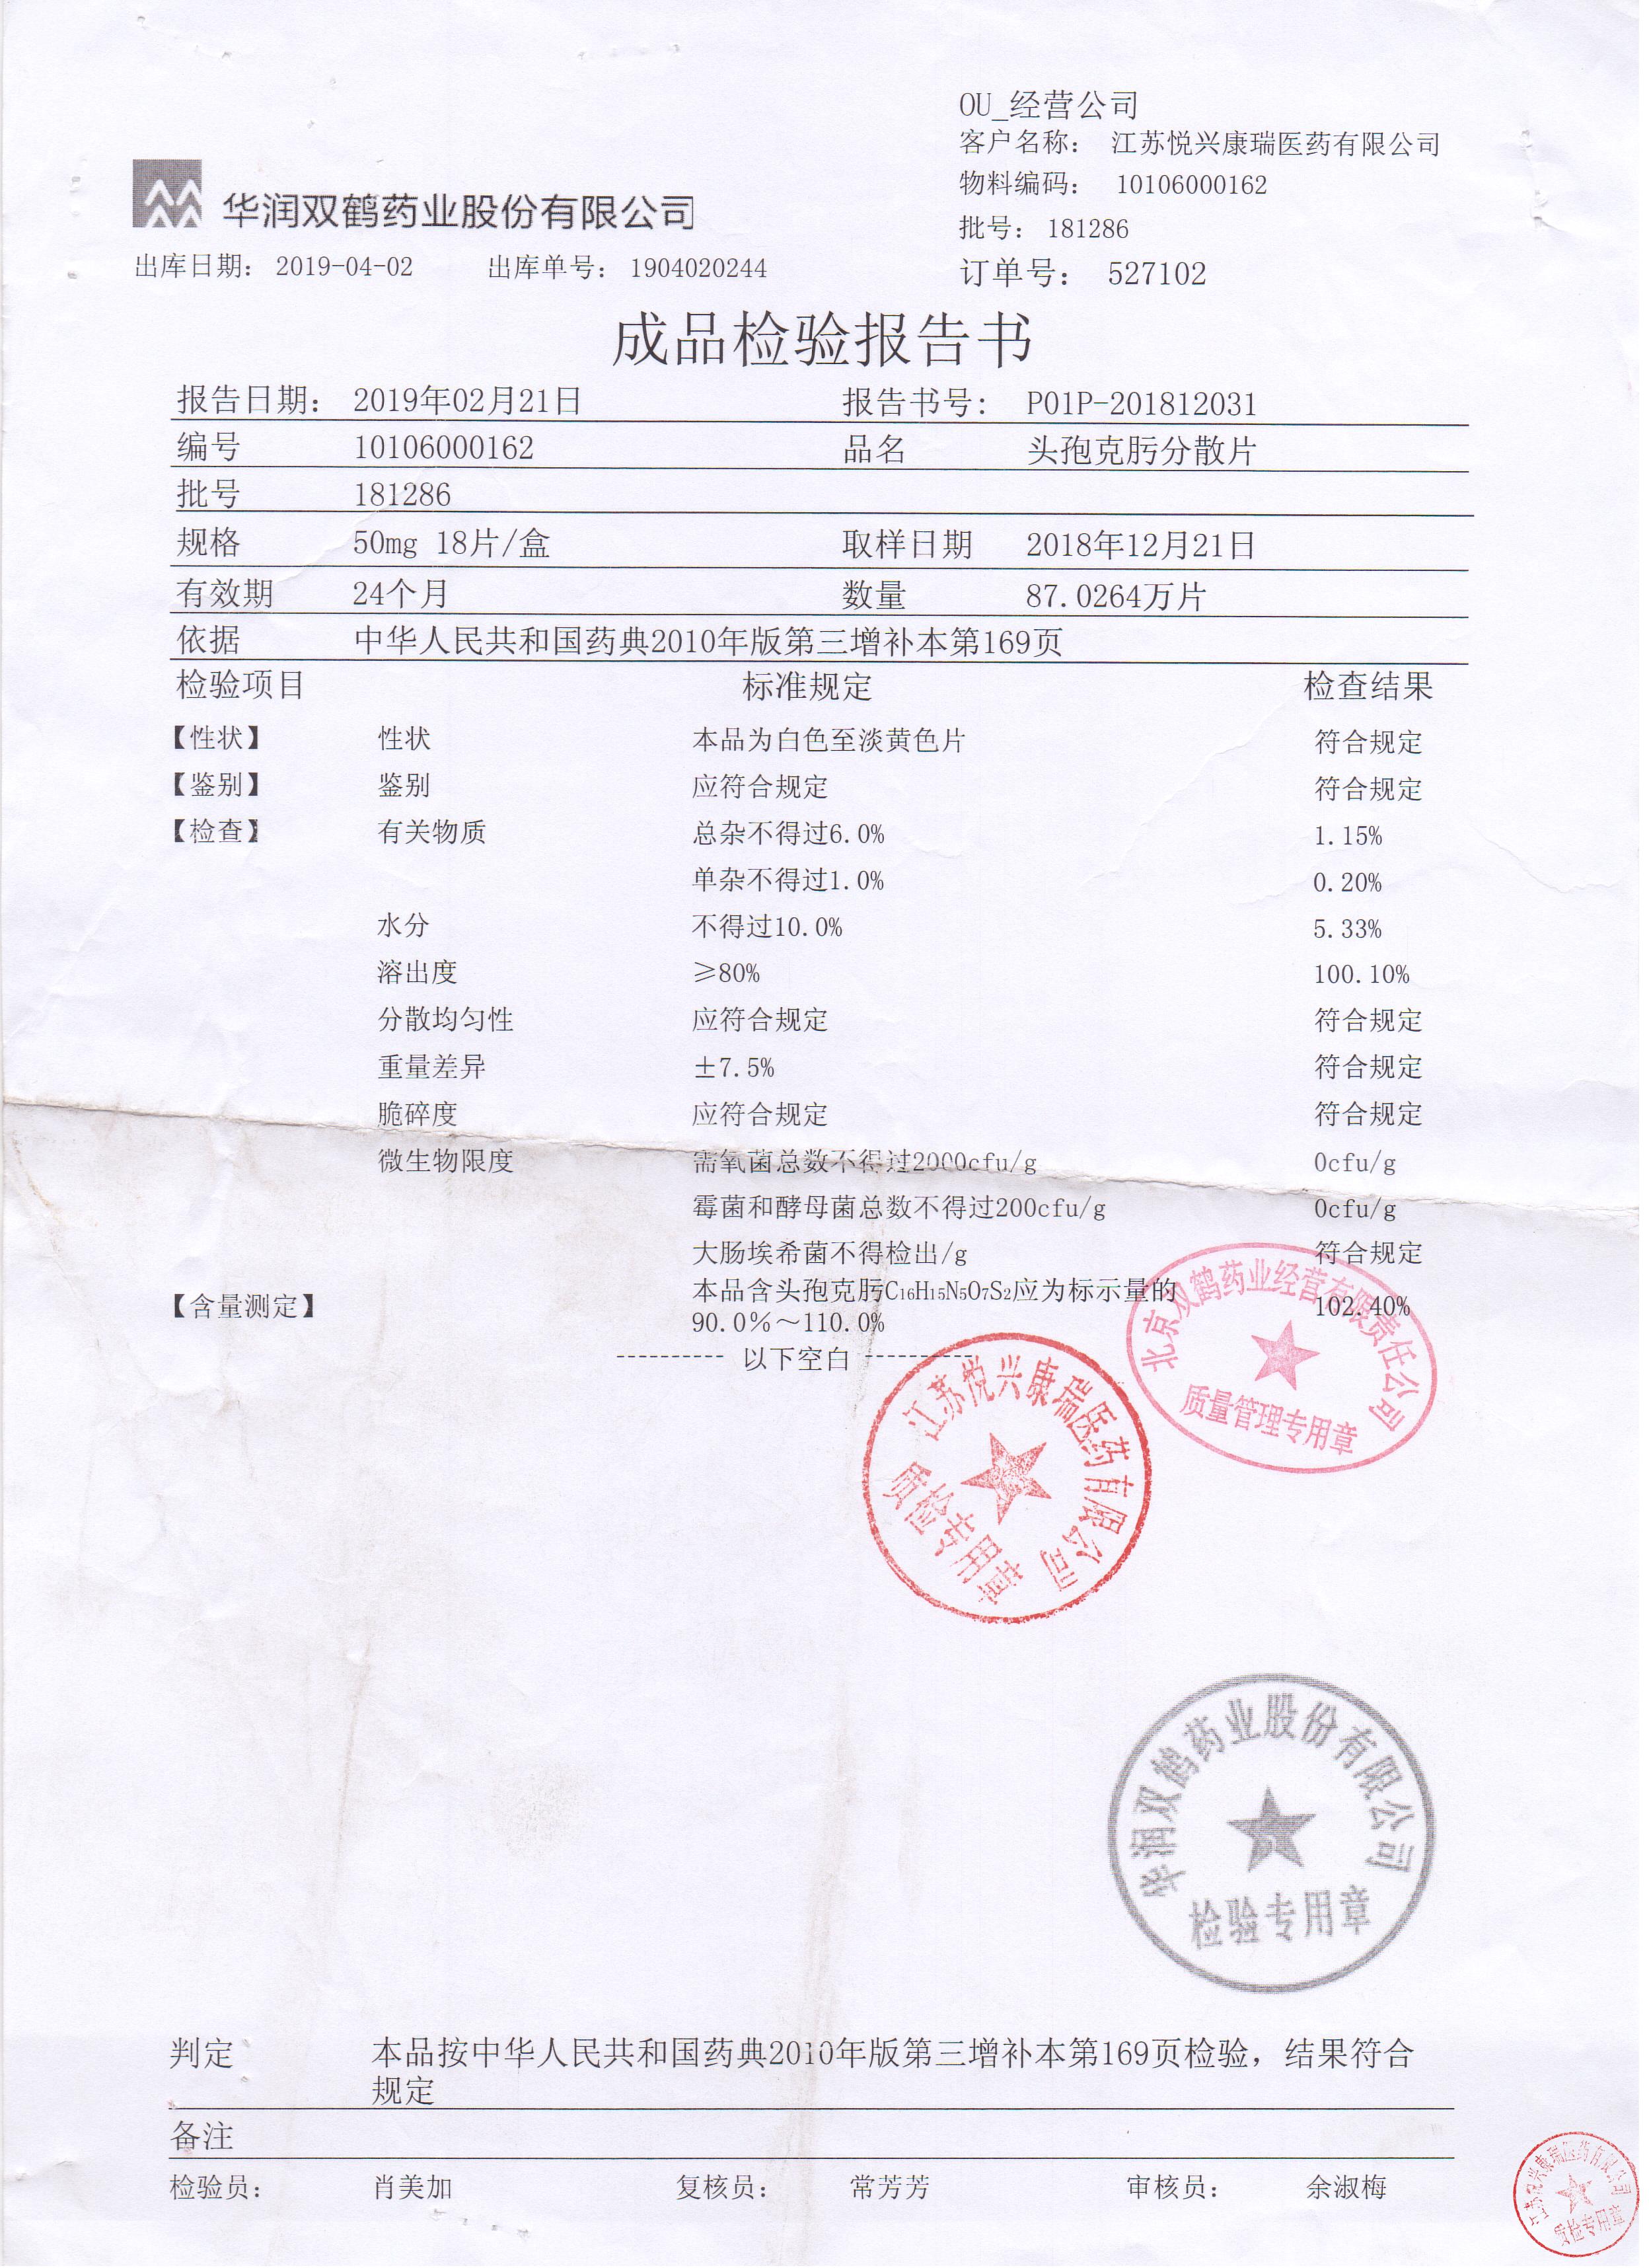 OU_经营公司
客户名称： 江苏悦兴康瑞医药有限公司
物料编码： 10106000162
批号： 181286
订单号： 527102
华润双鹤药业股份有限公司
出库日期： 2019-04-02 出库单号： 1904020244
成品检验报告书
报告日期： 2019年02月21日 报告书号： P01P-201812031
编号 10106000162 品名 头孢克肟分散片
批号 181286
规格 50mg 18片/盒 取样日期 2018年12月21日
有效期 24个月 数量 87.0264万片
依据 中华人民共和国药典2010年版第三增补本第169页
检验项目 标准规定 检查结果
【性状】 性状 本品为白色至淡黄色片 符合规定
【鉴别】 鉴别 应符合规定 符合规定
【检查】 有关物质 总杂不得过6.0% 1.15%
单杂不得过1.0% 0.20%
水分 不得过10.0% 5.33%
溶出度 ≥80% 100.10%
分散均匀性 应符合规定 符合规定
重量差异 ±7.5% 符合规定
脆碎度 应符合规定 符合规定
微生物限度 需氧菌总数不得过2000cfu/g 0cfu/g
霉菌和酵母菌总数不得过200cfu/g 0cfu/g
大肠埃希菌不得检出/g 符合规定
【含量测定】 本品含头孢克肟C₁₆H₁₅N₅O₇S₂应为标示量的 102.40%
90.0%～110.0%
---------- 以下空白 ----------
北京双鹤药业经营有限责任公司
质量管理专用章
江苏悦兴康瑞医药有限公司
质检专用章
华润双鹤药业股份有限公司
检验专用章
判定 本品按中华人民共和国药典2010年版第三增补本第169页检验，结果符合
规定
备注
检验员： 肖美加 复核员： 常芳芳 审核员： 余淑梅
江苏悦兴康瑞医药有限公司
质检专用章